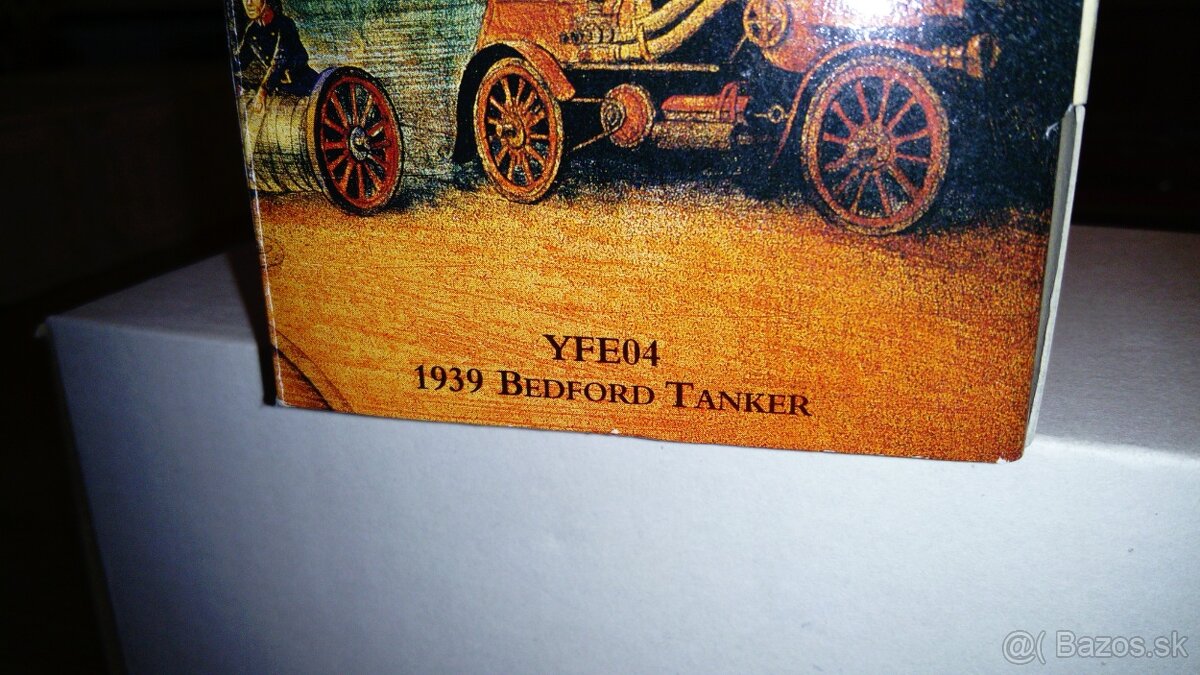 YFE04
1939 BEDFORD TANKER
@( Bazos.sk